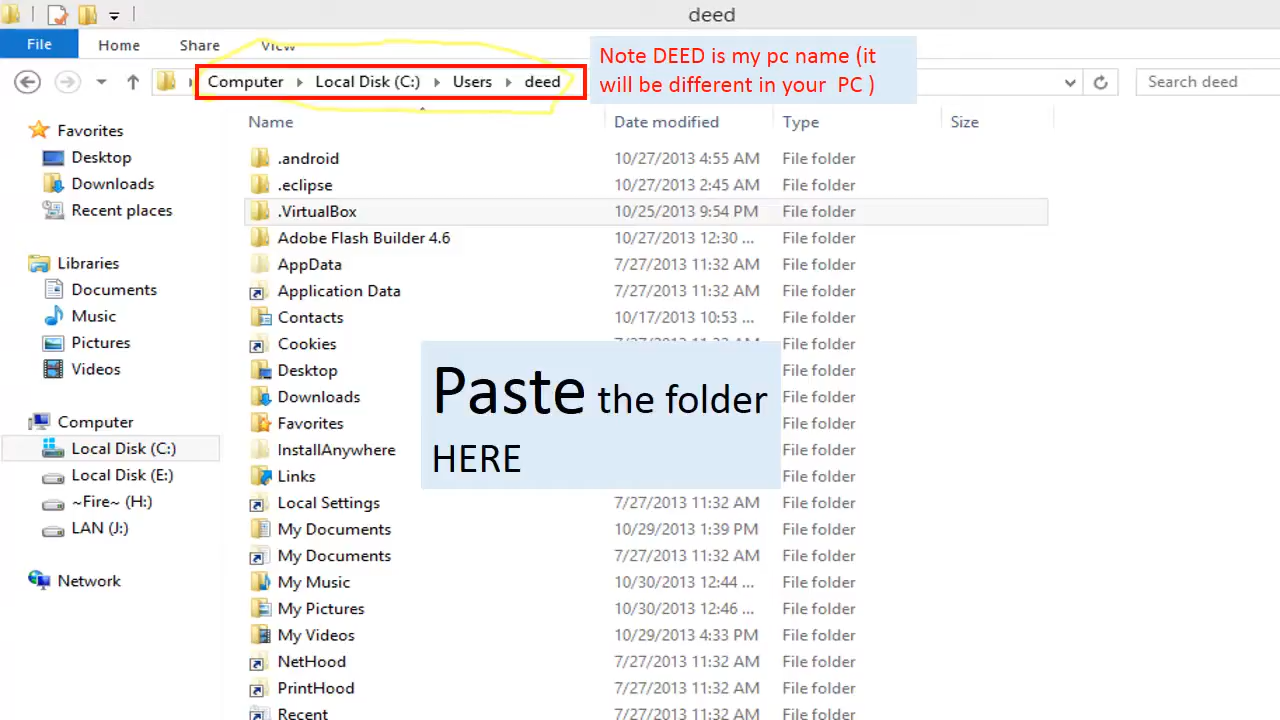 deed
File Home Share View
Computer Local Disk (C:) Users deed
Note DEED is my pc name (it
will be different in your PC )
Search deed
Name Date modified Type Size
Favorites
Desktop
Downloads
Recent places
Libraries
Documents
Music
Pictures
Videos
Computer
Local Disk (C:)
Local Disk (E:)
~Fire~ (H:)
LAN (J:)
Network
.android 10/27/2013 4:55 AM File folder
.eclipse 10/27/2013 2:45 AM File folder
.VirtualBox 10/25/2013 9:54 PM File folder
Adobe Flash Builder 4.6 10/27/2013 12:30 ... File folder
AppData 7/27/2013 11:32 AM File folder
Application Data 7/27/2013 11:32 AM File folder
Contacts 10/17/2013 10:53 ... File folder
Cookies File folder
Desktop File folder
Downloads File folder
Favorites File folder
InstallAnywhere File folder
Links File folder
Paste the folder
HERE
Local Settings 7/27/2013 11:32 AM File folder
My Documents 10/29/2013 1:39 PM File folder
My Documents 7/27/2013 11:32 AM File folder
My Music 10/30/2013 12:44 ... File folder
My Pictures 10/30/2013 12:46 ... File folder
My Videos 10/29/2013 4:33 PM File folder
NetHood 7/27/2013 11:32 AM File folder
PrintHood 7/27/2013 11:32 AM File folder
Recent 7/27/2013 11:32 AM File folder